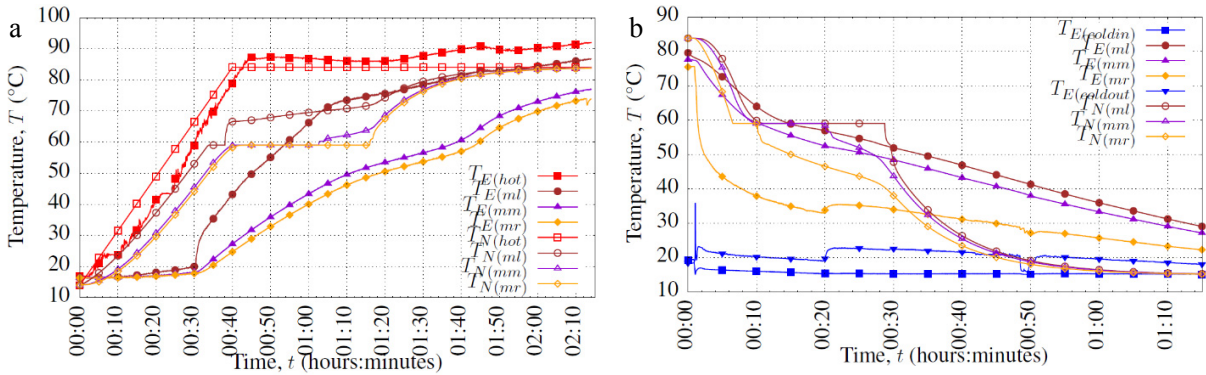 a
100
90
80
70
60
50
40
30
20
10
Temperature, T (°C)
T_E(hot)
T_E(ml)
T_E(mm)
T_E(mr)
T_N(hot)
T_N(ml)
T_N(mm)
T_N(mr)
00:00
00:10
00:20
00:30
00:40
00:50
01:00
01:10
01:20
01:30
01:40
01:50
02:00
02:10
Time, t (hours:minutes)
b
90
80
70
60
50
40
30
20
10
Temperature, T (°C)
T_E(coldin)
T_E(ml)
T_E(mm)
T_E(mr)
T_E(coldout)
T_N(ml)
T_N(mm)
T_N(mr)
00:00
00:10
00:20
00:30
00:40
00:50
01:00
01:10
Time, t (hours:minutes)